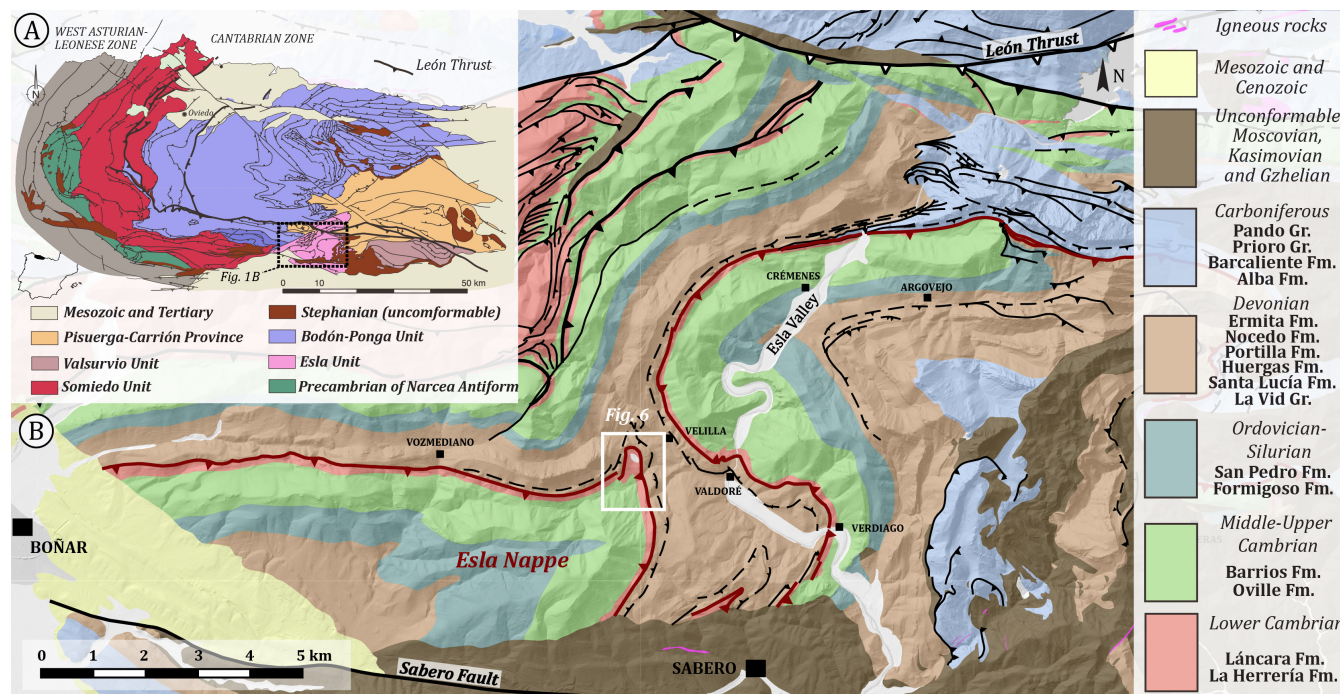 A
WEST ASTURIAN-
LEONESE ZONE
CANTABRIAN ZONE
León Thrust
N
Oviedo
Fig. 1B
0 10 50 km
Mesozoic and Tertiary
Pisuerga-Carrión Province
Valsurvio Unit
Somiedo Unit
Stephanian (uncomformable)
Bodón-Ponga Unit
Esla Unit
Precambrian of Narcea Antiform
B
León Thrust
N
CRÉMENES
ARGOVEJO
Esla Valley
Fig. 6
VELILLA
VOZMEDIANO
VALDORÉ
VERDIAGO
BOÑAR
Esla Nappe
0 1 2 3 4 5 km
Sabero Fault
SABERO
Igneous rocks
Mesozoic and
Cenozoic
Unconformable
Moscovian,
Kasimovian
and Gzhelian
Carboniferous
Pando Gr.
Prioro Gr.
Barcaliente Fm.
Alba Fm.
Devonian
Ermita Fm.
Nocedo Fm.
Portilla Fm.
Huergas Fm.
Santa Lucía Fm.
La Vid Gr.
Ordovician-
Silurian
San Pedro Fm.
Formigoso Fm.
Middle-Upper
Cambrian
Barrios Fm.
Oville Fm.
Lower Cambrian
Láncara Fm.
La Herrería Fm.